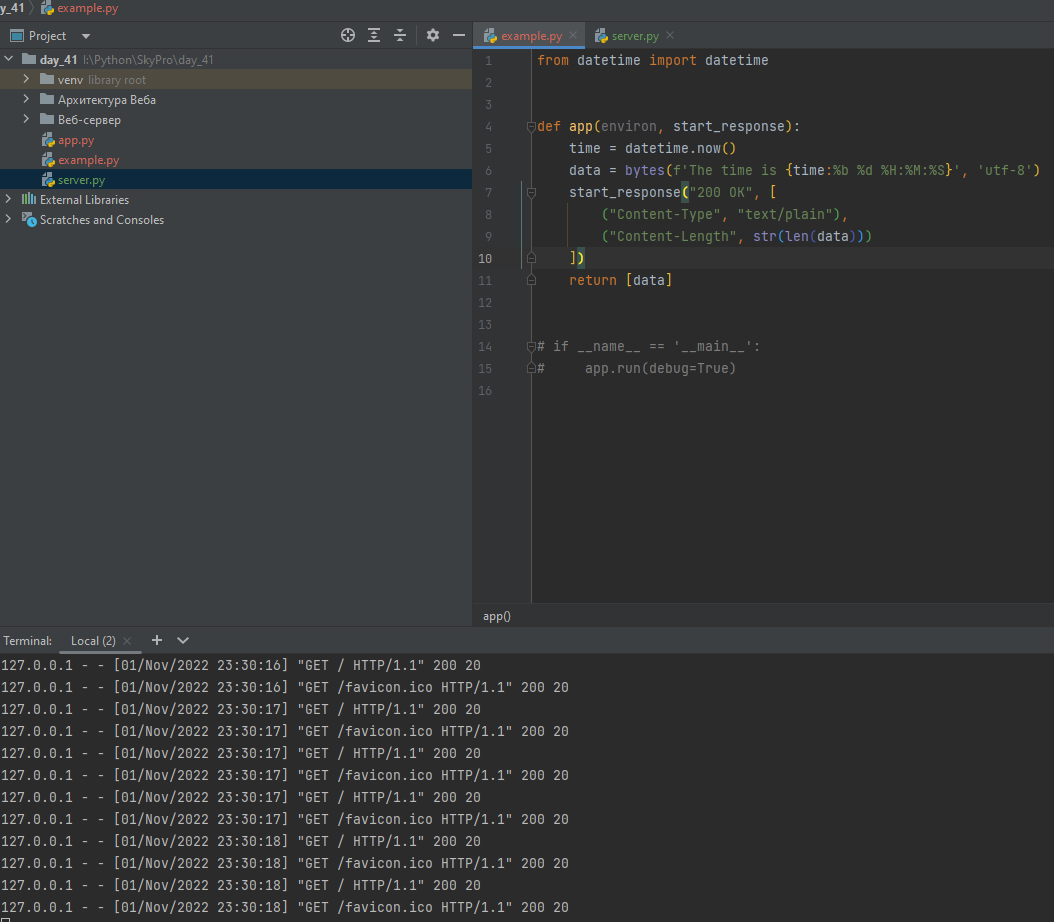 y_41 example.py
Project
day_41 I:\Python\SkyPro\day_41
venv library root
Архитектура Веба
Веб-сервер
app.py
example.py
server.py
External Libraries
Scratches and Consoles
example.py server.py
1 from datetime import datetime
2
3
4 def app(environ, start_response):
5 time = datetime.now()
6 data = bytes(f'The time is {time:%b %d %H:%M:%S}', 'utf-8')
7 start_response("200 OK", [
8 ("Content-Type", "text/plain"),
9 ("Content-Length", str(len(data)))
10 ])
11 return [data]
12
13
14 # if __name__ == '__main__':
15 #     app.run(debug=True)
16
app()
Terminal: Local (2)
127.0.0.1 - - [01/Nov/2022 23:30:16] "GET / HTTP/1.1" 200 20
127.0.0.1 - - [01/Nov/2022 23:30:16] "GET /favicon.ico HTTP/1.1" 200 20
127.0.0.1 - - [01/Nov/2022 23:30:17] "GET / HTTP/1.1" 200 20
127.0.0.1 - - [01/Nov/2022 23:30:17] "GET /favicon.ico HTTP/1.1" 200 20
127.0.0.1 - - [01/Nov/2022 23:30:17] "GET / HTTP/1.1" 200 20
127.0.0.1 - - [01/Nov/2022 23:30:17] "GET /favicon.ico HTTP/1.1" 200 20
127.0.0.1 - - [01/Nov/2022 23:30:17] "GET / HTTP/1.1" 200 20
127.0.0.1 - - [01/Nov/2022 23:30:17] "GET /favicon.ico HTTP/1.1" 200 20
127.0.0.1 - - [01/Nov/2022 23:30:18] "GET / HTTP/1.1" 200 20
127.0.0.1 - - [01/Nov/2022 23:30:18] "GET /favicon.ico HTTP/1.1" 200 20
127.0.0.1 - - [01/Nov/2022 23:30:18] "GET / HTTP/1.1" 200 20
127.0.0.1 - - [01/Nov/2022 23:30:18] "GET /favicon.ico HTTP/1.1" 200 20